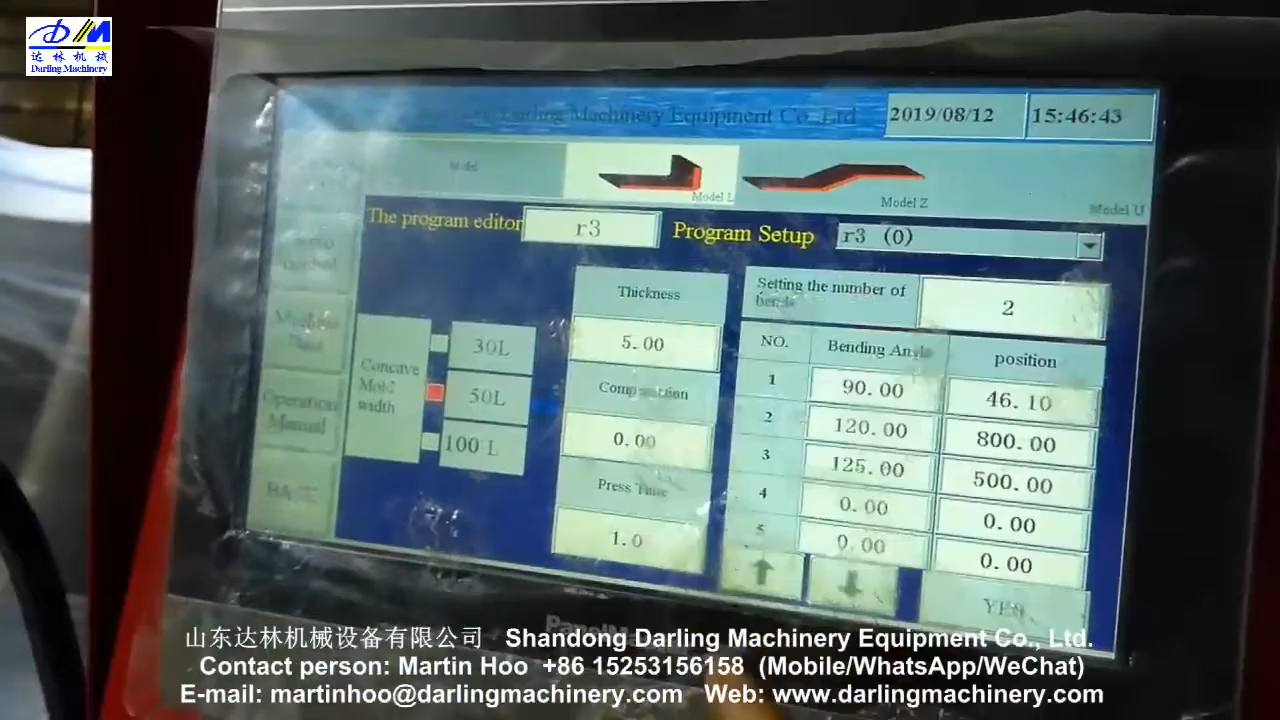 DM
达林机械
Darling Machinery
Darling Machinery Equipment Co., Ltd
2019/08/12
15:46:43
Model
Model L
Model Z
Model U
The program editor
r3
Program Setup
r3 (0)
Thickness
5.00
Setting the number of
bends
2
Concave
Mold
width
30L
50L
100 L
Compensation
0.00
Press Time
1.0
NO.
Bending Angle
position
1
90.00
46.10
2
120.00
800.00
3
125.00
500.00
4
0.00
0.00
5
0.00
0.00
Operation
Manual
YES
山东达林机械设备有限公司 Shandong Darling Machinery Equipment Co., Ltd.
Contact person: Martin Hoo +86 15253156158 (Mobile/WhatsApp/WeChat)
E-mail: martinhoo@darlingmachinery.com Web: www.darlingmachinery.com